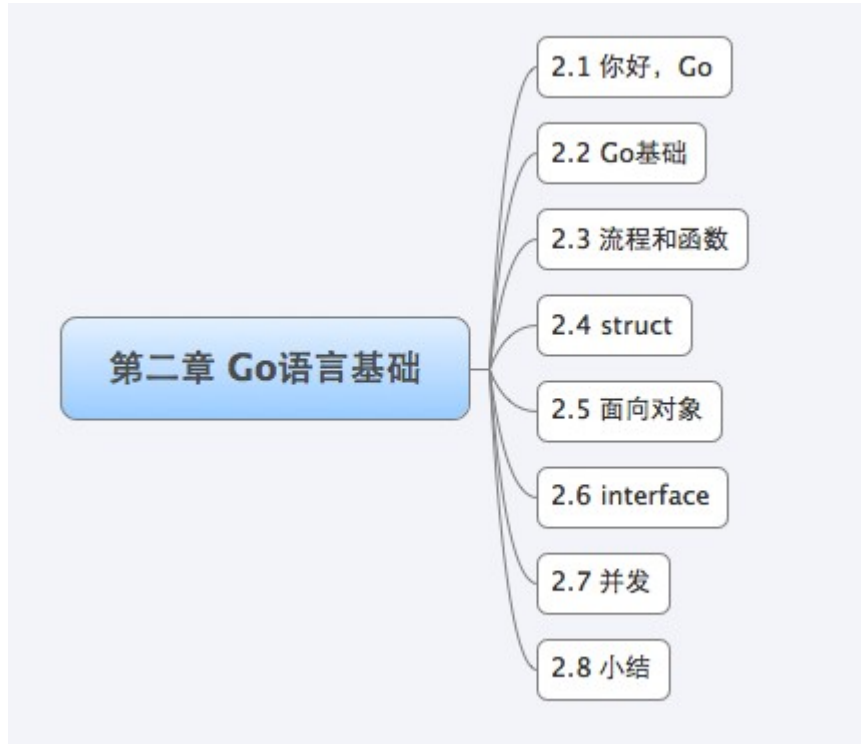 2.1 你好，Go
2.2 Go基础
2.3 流程和函数
2.4 struct
第二章 Go语言基础
2.5 面向对象
2.6 interface
2.7 并发
2.8 小结